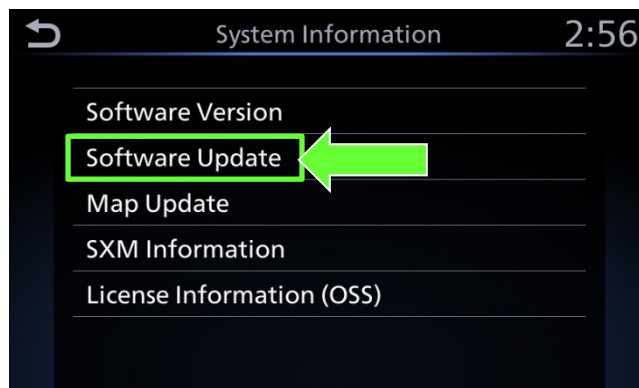 System Information 2:56
Software Version
Software Update
Map Update
SXM Information
License Information (OSS)